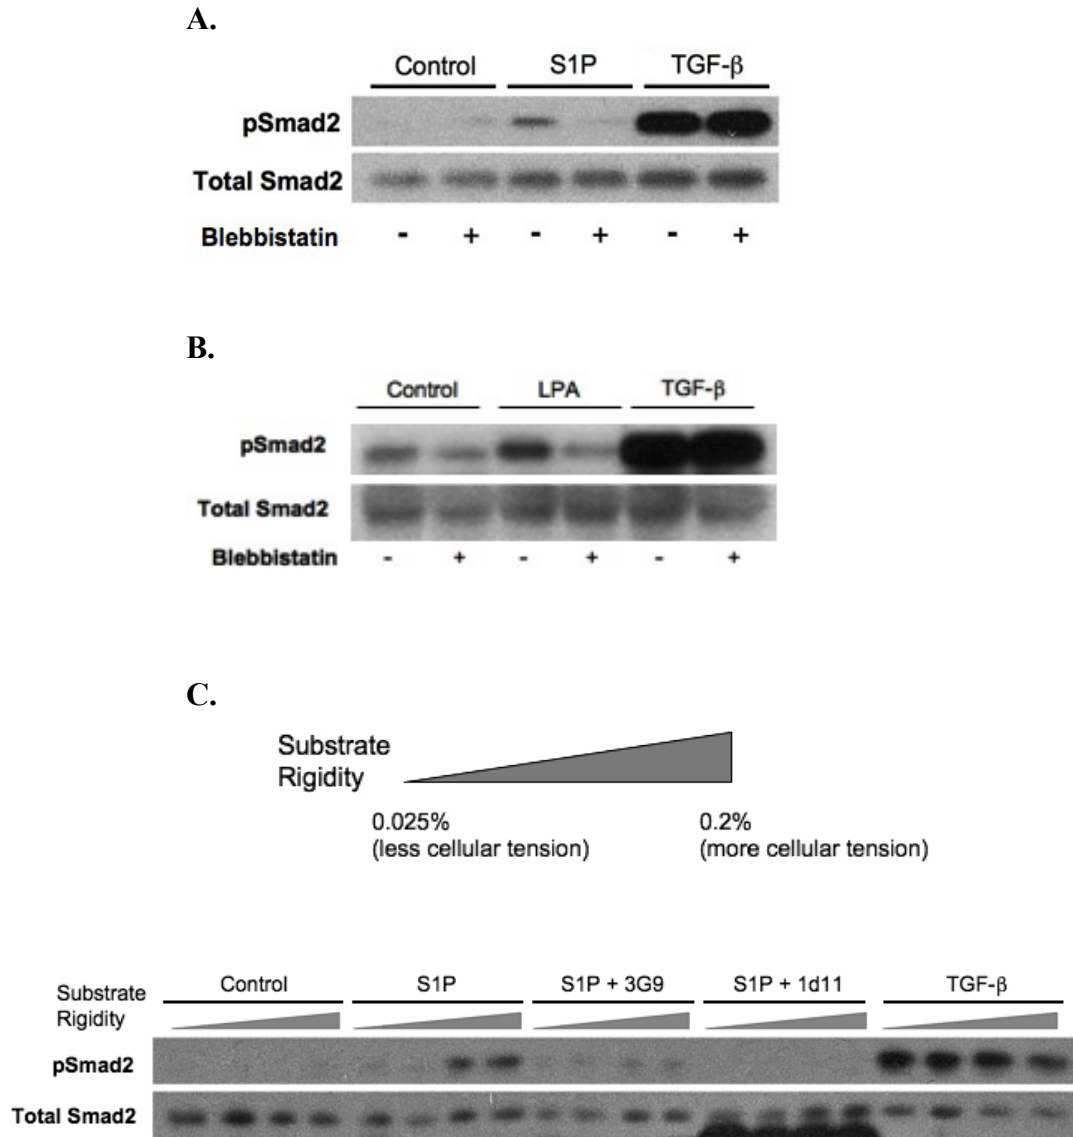 A.
Control S1P TGF-β
pSmad2
Total Smad2
Blebbistatin - + - + - +
B.
Control LPA TGF-β
pSmad2
Total Smad2
Blebbistatin - + - + - +
C.
Substrate
Rigidity
0.025% 0.2%
(less cellular tension) (more cellular tension)
Control S1P S1P + 3G9 S1P + 1d11 TGF-β
Substrate
Rigidity
pSmad2
Total Smad2